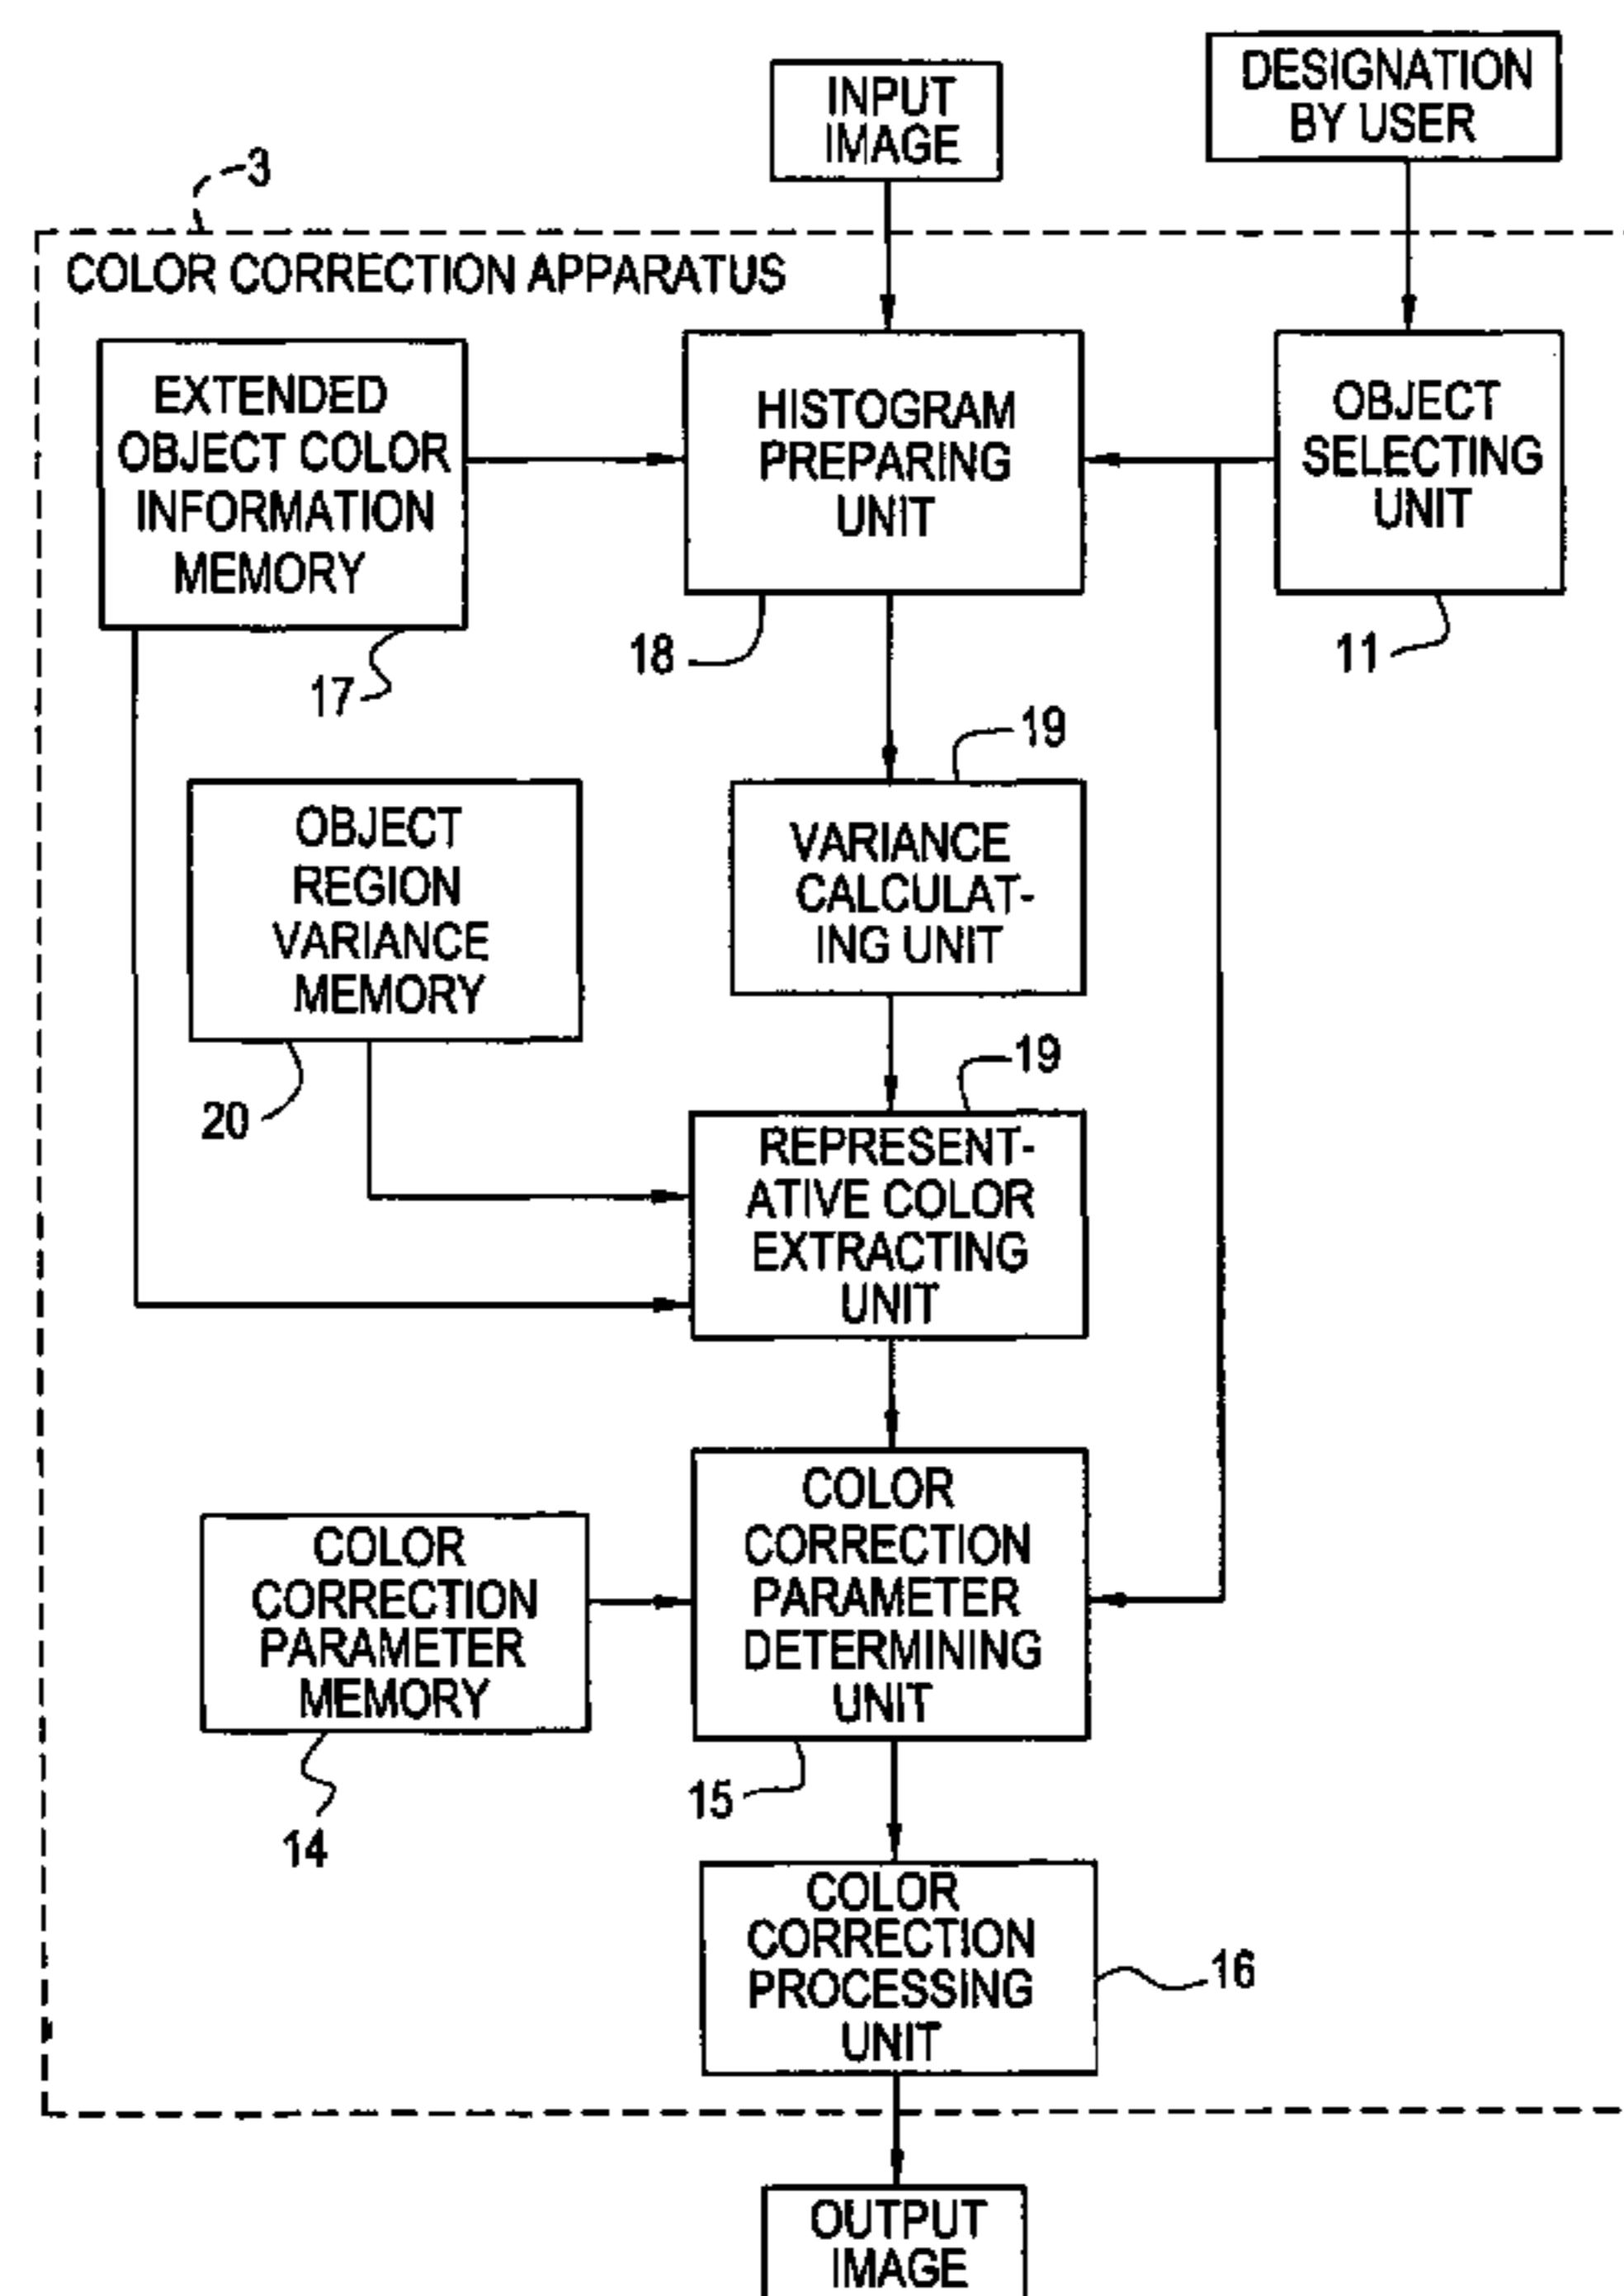 INPUT
IMAGE
DESIGNATION
BY USER
3
COLOR CORRECTION APPARATUS
EXTENDED
OBJECT COLOR
INFORMATION
MEMORY
17
HISTOGRAM
PREPARING
UNIT
18
OBJECT
SELECTING
UNIT
11
19
VARIANCE
CALCULAT-
ING UNIT
OBJECT
REGION
VARIANCE
MEMORY
20
19
REPRESENT-
ATIVE COLOR
EXTRACTING
UNIT
COLOR
CORRECTION
PARAMETER
MEMORY
14
COLOR
CORRECTION
PARAMETER
DETERMINING
UNIT
15
COLOR
CORRECTION
PROCESSING
UNIT
16
OUTPUT
IMAGE